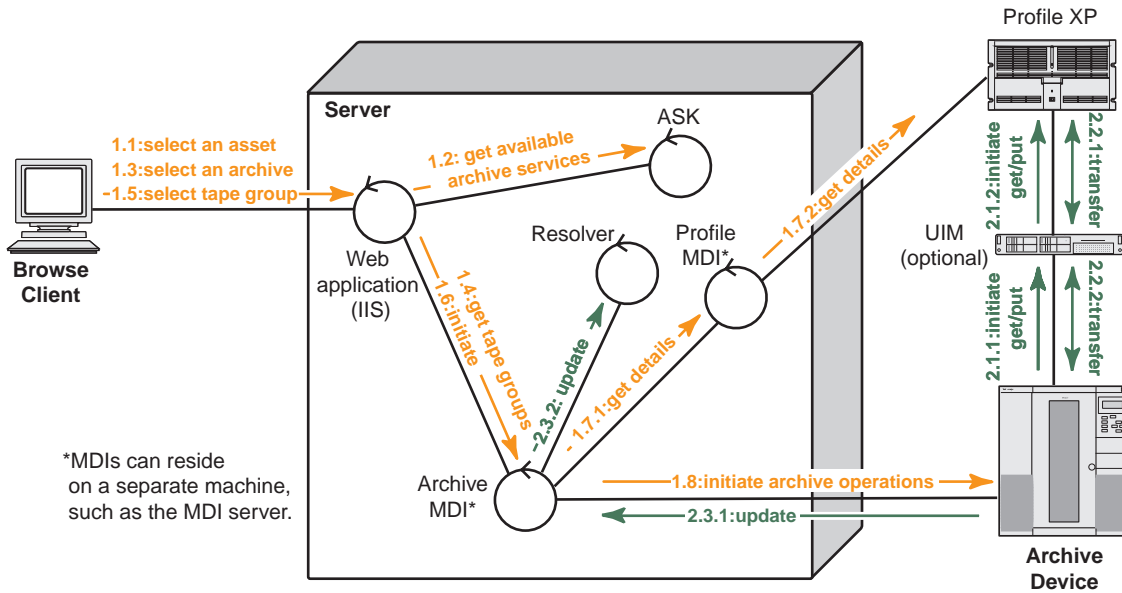 Profile XP
Server
ASK
1.1:select an asset
1.3:select an archive
1.5:select tape group
1.2: get available
archive services
Browse
Client
Web
application
(IIS)
Resolver
Profile
MDI*
1.7.2:get details
2.1.2:initiate
get/put
2.2.1:transfer
UIM
(optional)
2.1.1:initiate
get/put
2.2.2:transfer
1.4:get tape groups
1.6:initiate
2.3.2: update
1.7.1:get details
*MDIs can reside
on a separate machine,
such as the MDI server.
Archive
MDI*
1.8:initiate archive operations
2.3.1:update
Archive
Device